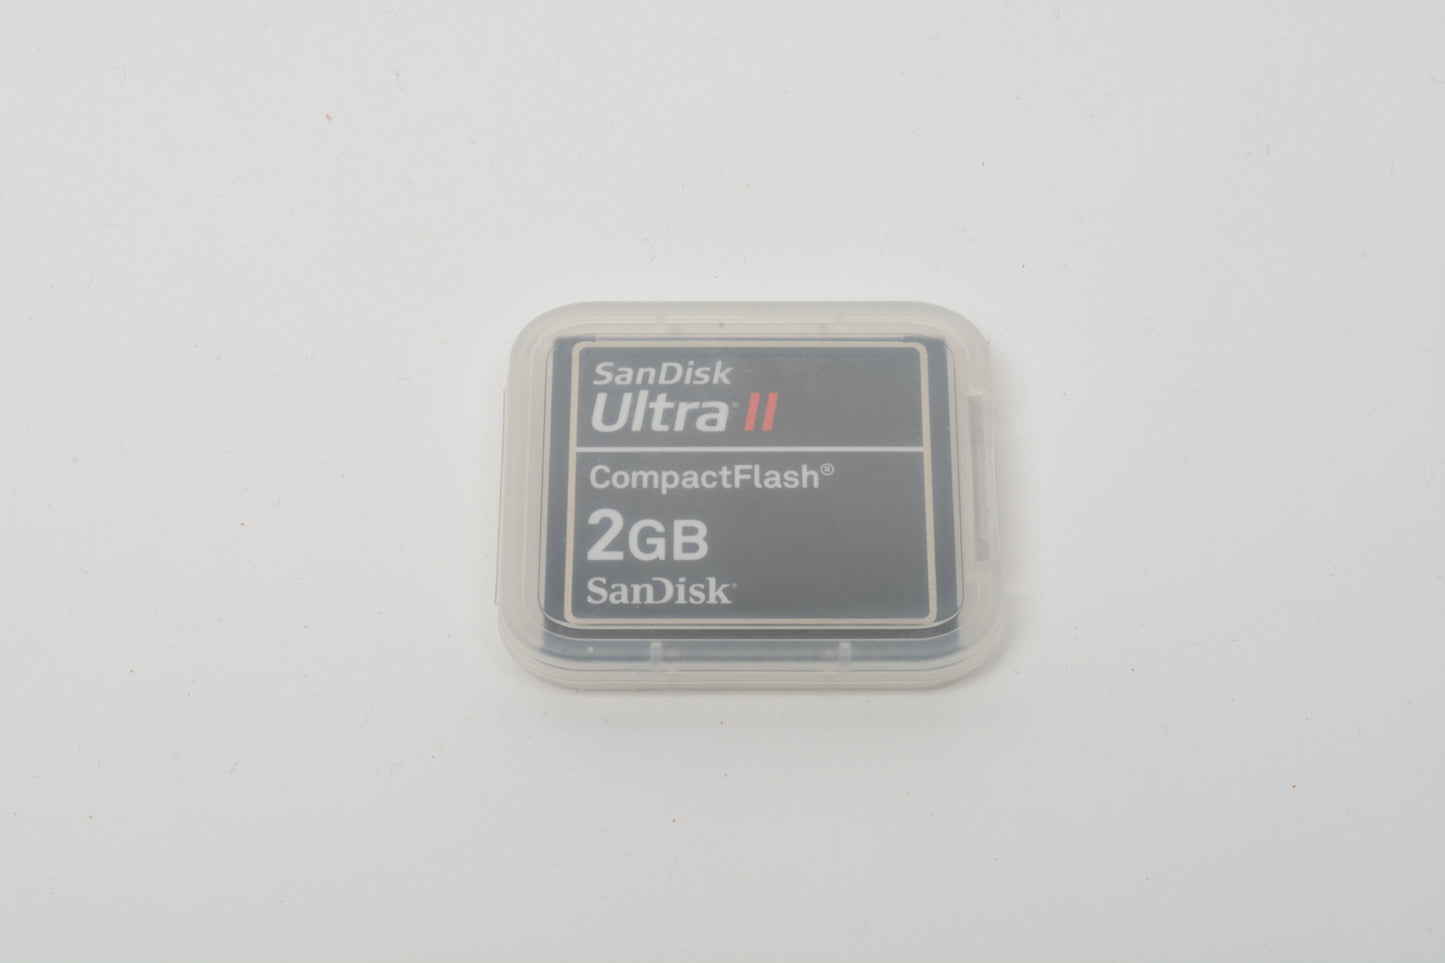 SanDisk
Ultra® II
CompactFlash®
2GB
SanDisk®